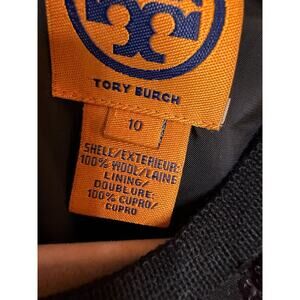 TORY BURCH
10
SHELL/EXTERIEUR:
100% WOOL/LAINE
LINING/
DOUBLURE:
100% CUPRO/
CUPRO